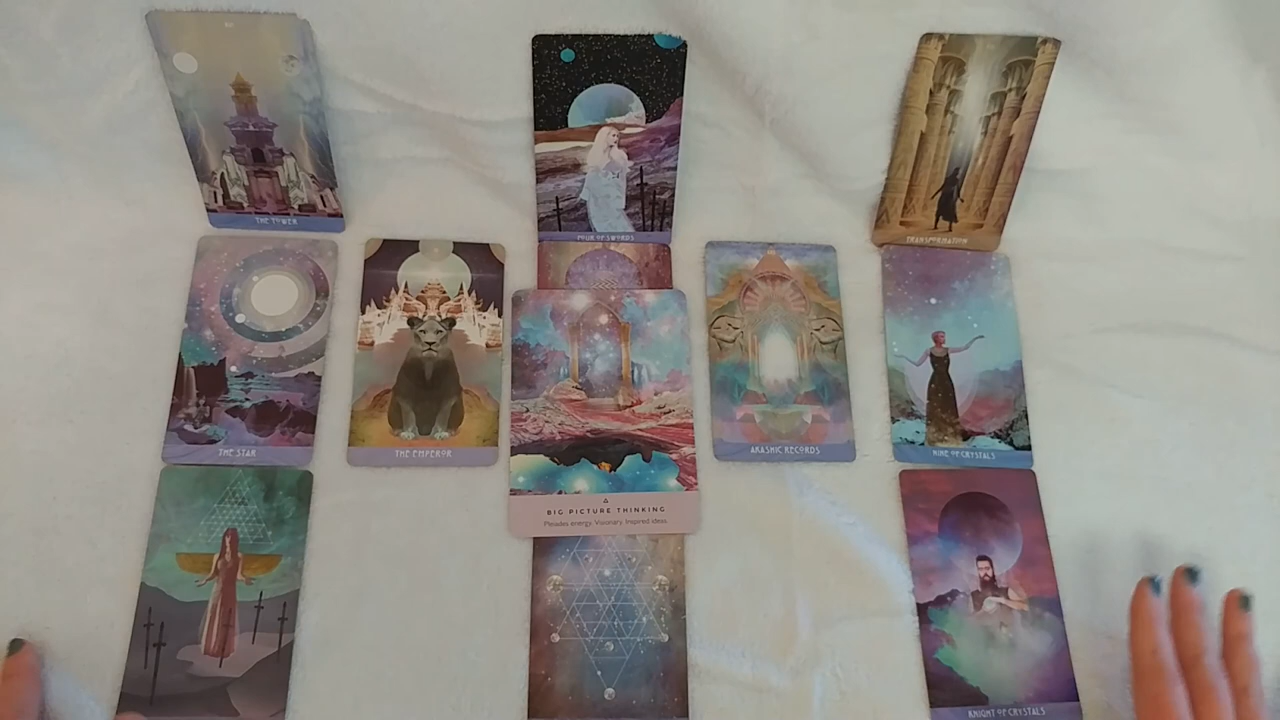 THE TOWER
FOUR OF SWORDS
TRANSFORMATION
THE STAR
THE EMPEROR
AKASHIC RECORDS
NINE OF CRYSTALS
BIG PICTURE THINKING
Pleiades energy. Visionary. Inspired ideas.
KNIGHT OF CRYSTALS